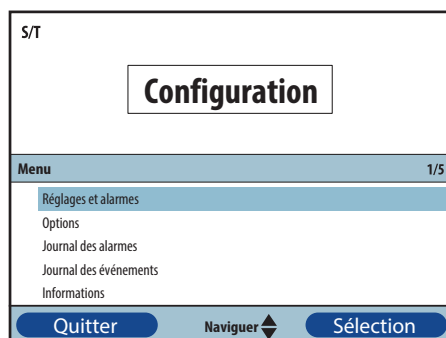 S/T
Configuration
Menu 1/5
Réglages et alarmes
Options
Journal des alarmes
Journal des événements
Informations
Quitter Naviguer Sélection